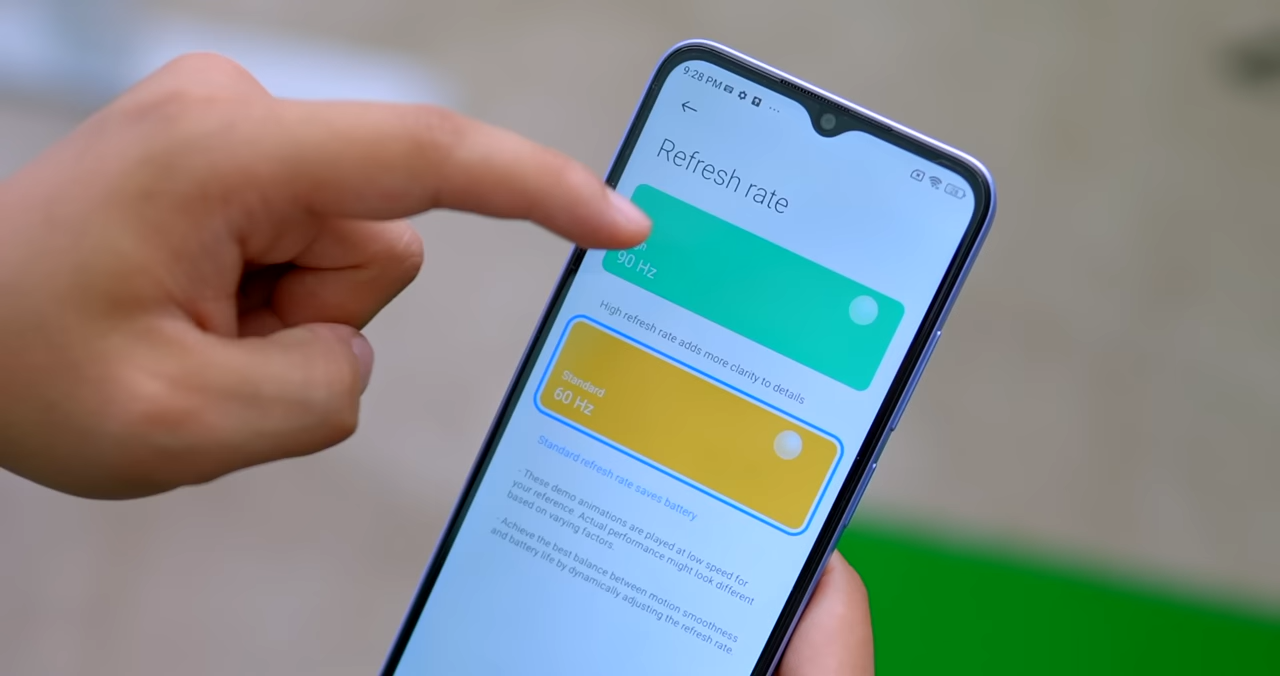 9:28 PM
Refresh rate
90 Hz
High refresh rate adds more clarity to details
Standard
60 Hz
Standard refresh rate saves battery
· These demo animations are played at low speed for
your reference. Actual performance might look different
based on varying factors.
· Achieve the best balance between motion smoothness
and battery life by dynamically adjusting the refresh rate.